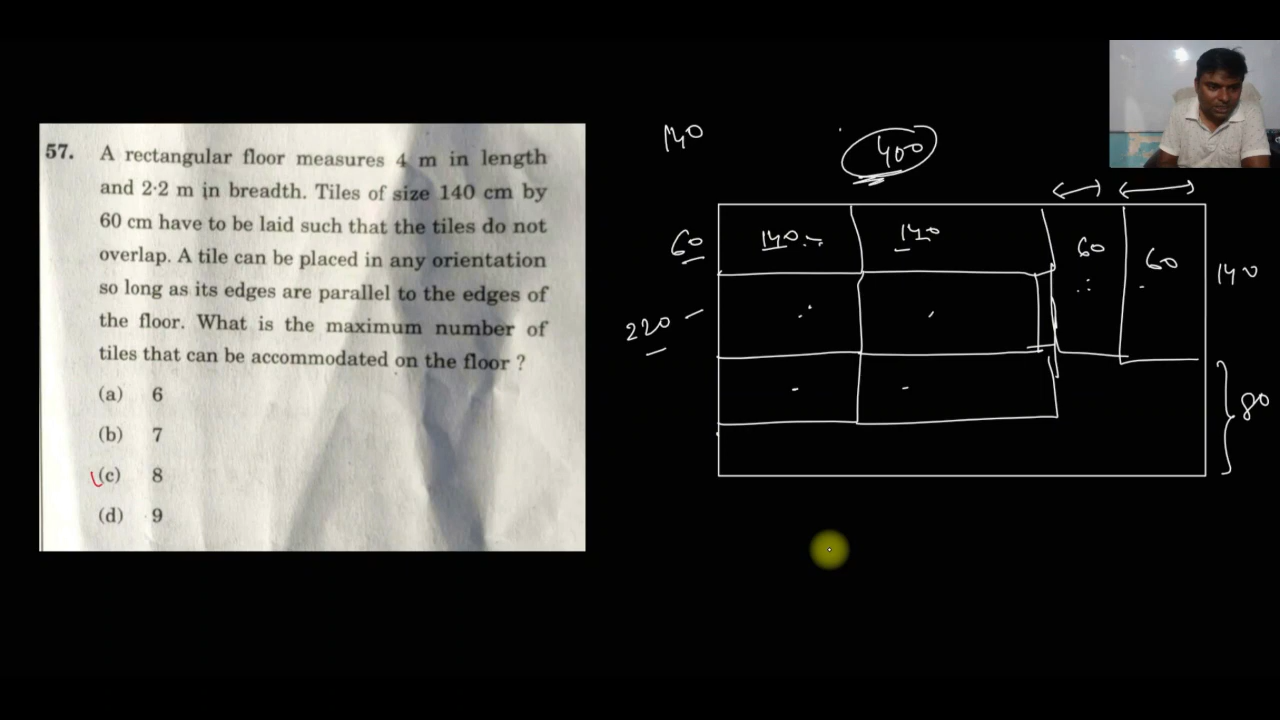 57. A rectangular floor measures 4 m in length
and 2·2 m in breadth. Tiles of size 140 cm by
60 cm have to be laid such that the tiles do not
overlap. A tile can be placed in any orientation
so long as its edges are parallel to the edges of
the floor. What is the maximum number of
tiles that can be accommodated on the floor ?
(a) 6
(b) 7
(c) 8
(d) 9
140
400
60
140
140
60
60
140
220
80